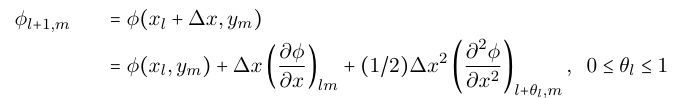 ϕ_{l+1,m} = ϕ(x_l + Δx, y_m)
= ϕ(x_l, y_m) + Δx (∂ϕ/∂x)_{lm} + (1/2)Δx² (∂²ϕ/∂x²)_{l+θ_l,m} , 0 ≤ θ_l ≤ 1